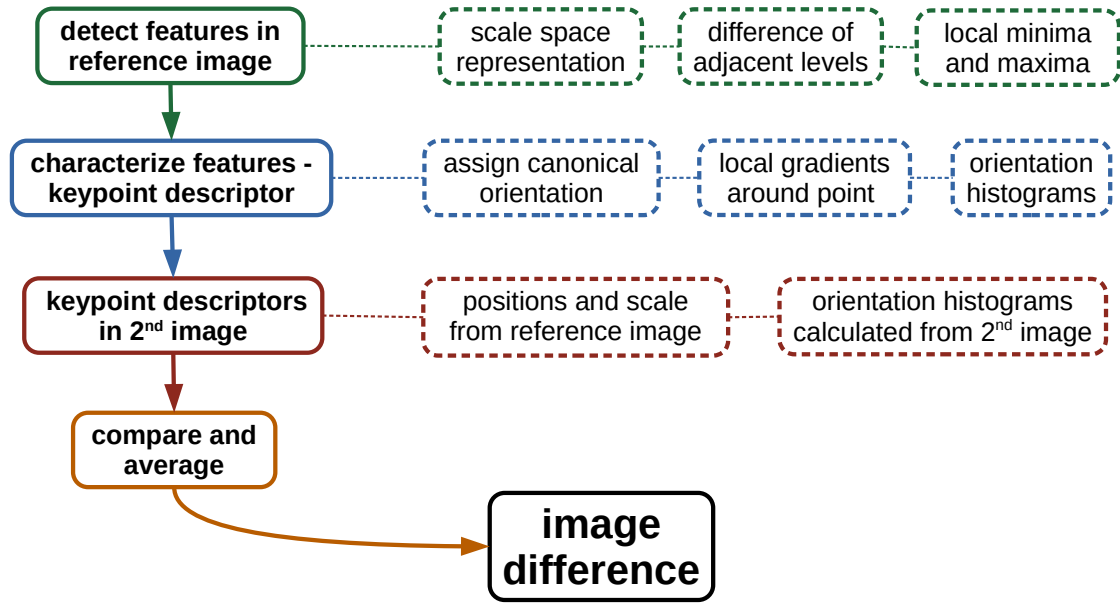 detect features in
reference image
scale space
representation
difference of
adjacent levels
local minima
and maxima
characterize features -
keypoint descriptor
assign canonical
orientation
local gradients
around point
orientation
histograms
keypoint descriptors
in 2nd image
positions and scale
from reference image
orientation histograms
calculated from 2nd image
compare and
average
image
difference